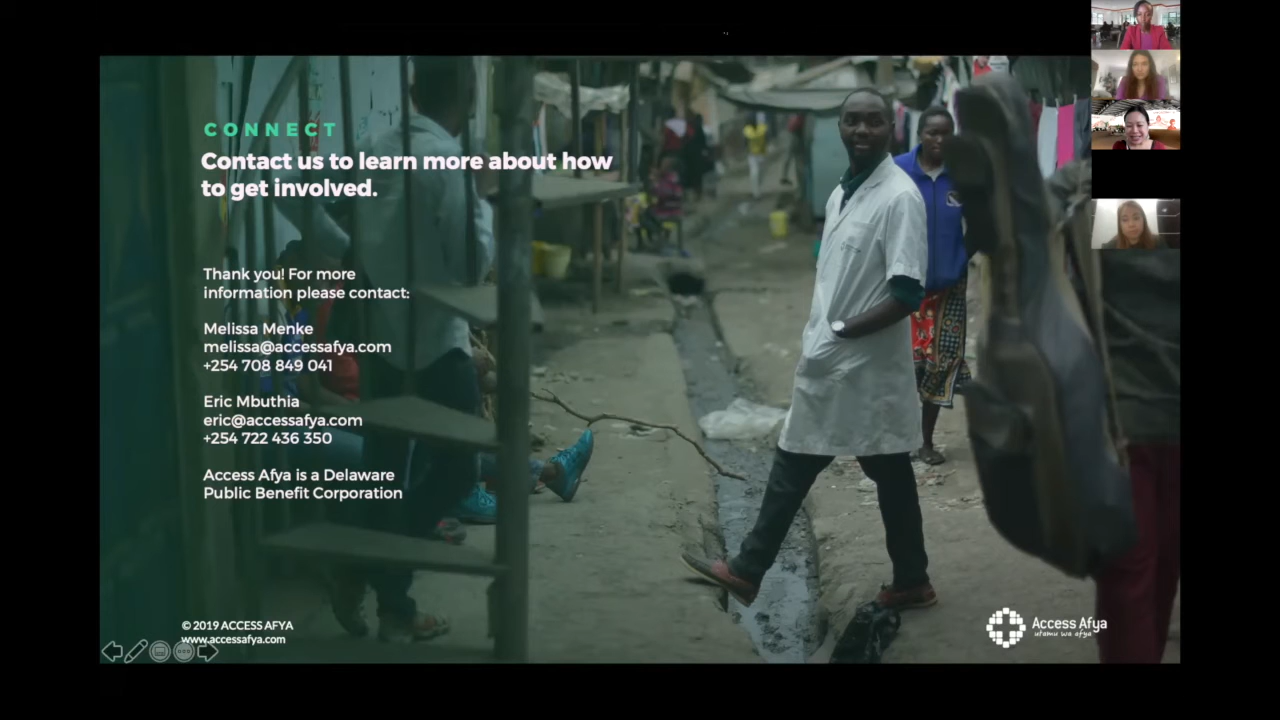 CONNECT
Contact us to learn more about how
to get involved.
Thank you! For more
information please contact:
Melissa Menke
melissa@accessafya.com
+254 708 849 041
Eric Mbuthia
eric@accessafya.com
+254 722 436 350
Access Afya is a Delaware
Public Benefit Corporation
© 2019 ACCESS AFYA
www.accessafya.com
Access Afya
utamu wa afya